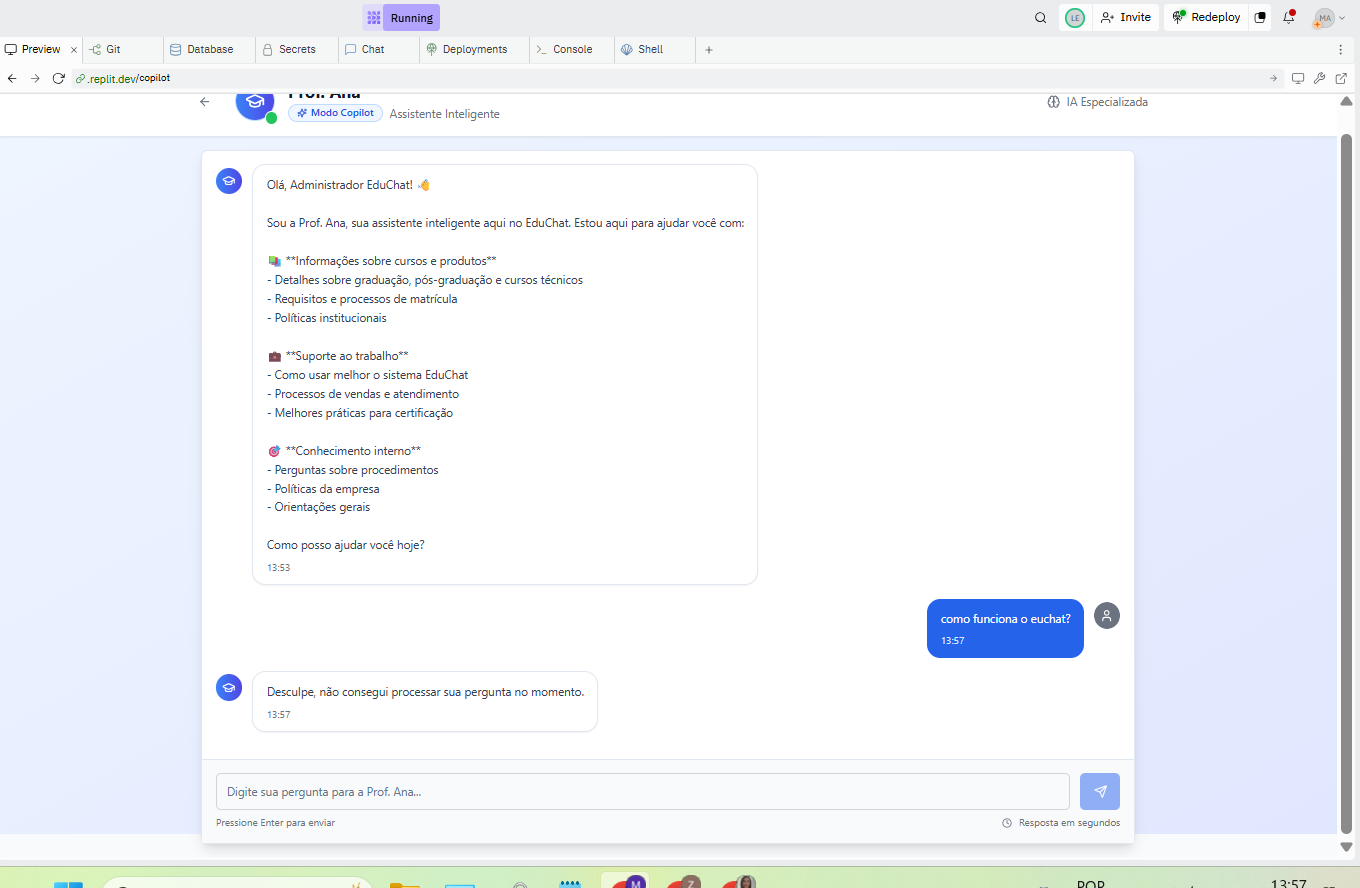 Running
LE
Invite
Redeploy
MA
Preview
Git
Database
Secrets
Chat
Deployments
Console
Shell
.replit.dev/copilot
Prof. Ana
Modo Copilot
Assistente Inteligente
IA Especializada
Olá, Administrador EduChat! 👋
Sou a Prof. Ana, sua assistente inteligente aqui no EduChat. Estou aqui para ajudar você com:
📚 **Informações sobre cursos e produtos**
- Detalhes sobre graduação, pós-graduação e cursos técnicos
- Requisitos e processos de matrícula
- Políticas institucionais
💼 **Suporte ao trabalho**
- Como usar melhor o sistema EduChat
- Processos de vendas e atendimento
- Melhores práticas para certificação
🎯 **Conhecimento interno**
- Perguntas sobre procedimentos
- Políticas da empresa
- Orientações gerais
Como posso ajudar você hoje?
13:53
como funciona o euchat?
13:57
Desculpe, não consegui processar sua pergunta no momento.
13:57
Digite sua pergunta para a Prof. Ana...
Pressione Enter para enviar
Resposta em segundos
M
Z
POR
13:57